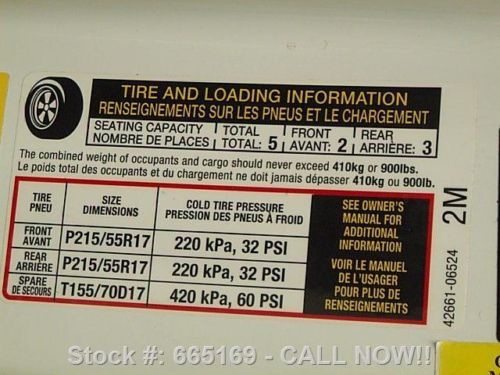 TIRE AND LOADING INFORMATION
RENSEIGNEMENTS SUR LES PNEUS ET LE CHARGEMENT
SEATING CAPACITY TOTAL FRONT REAR
NOMBRE DE PLACES TOTAL: 5 AVANT: 2 ARRIÈRE: 3
The combined weight of occupants and cargo should never exceed 410kg or 900lbs.
Le poids total des occupants et du chargement ne doit jamais dépasser 410kg ou 900lb.
TIRE SIZE COLD TIRE PRESSURE
PNEU DIMENSIONS PRESSION DES PNEUS À FROID
FRONT
AVANT P215/55R17 220 kPa, 32 PSI
REAR
ARRIÈRE P215/55R17 220 kPa, 32 PSI
SPARE
DE SECOURS T155/70D17 420 kPa, 60 PSI
SEE OWNER'S
MANUAL FOR
ADDITIONAL
INFORMATION
VOIR LE MANUEL
DE L'USAGER
POUR PLUS DE
RENSEIGNEMENTS
42661-06524 2M
Stock #: 665169 - CALL NOW!!